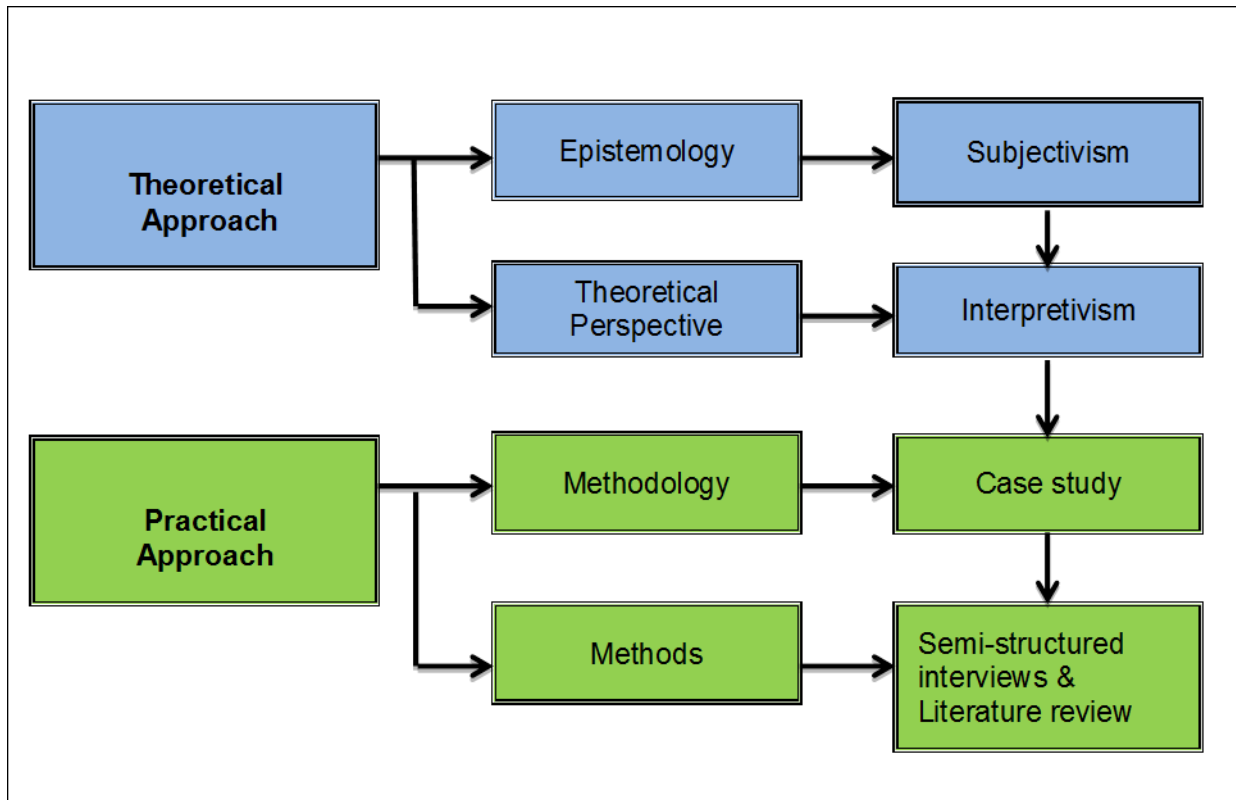 Theoretical
Approach
Epistemology
Subjectivism
Theoretical
Perspective
Interpretivism
Practical
Approach
Methodology
Case study
Methods
Semi-structured
interviews &
Literature review